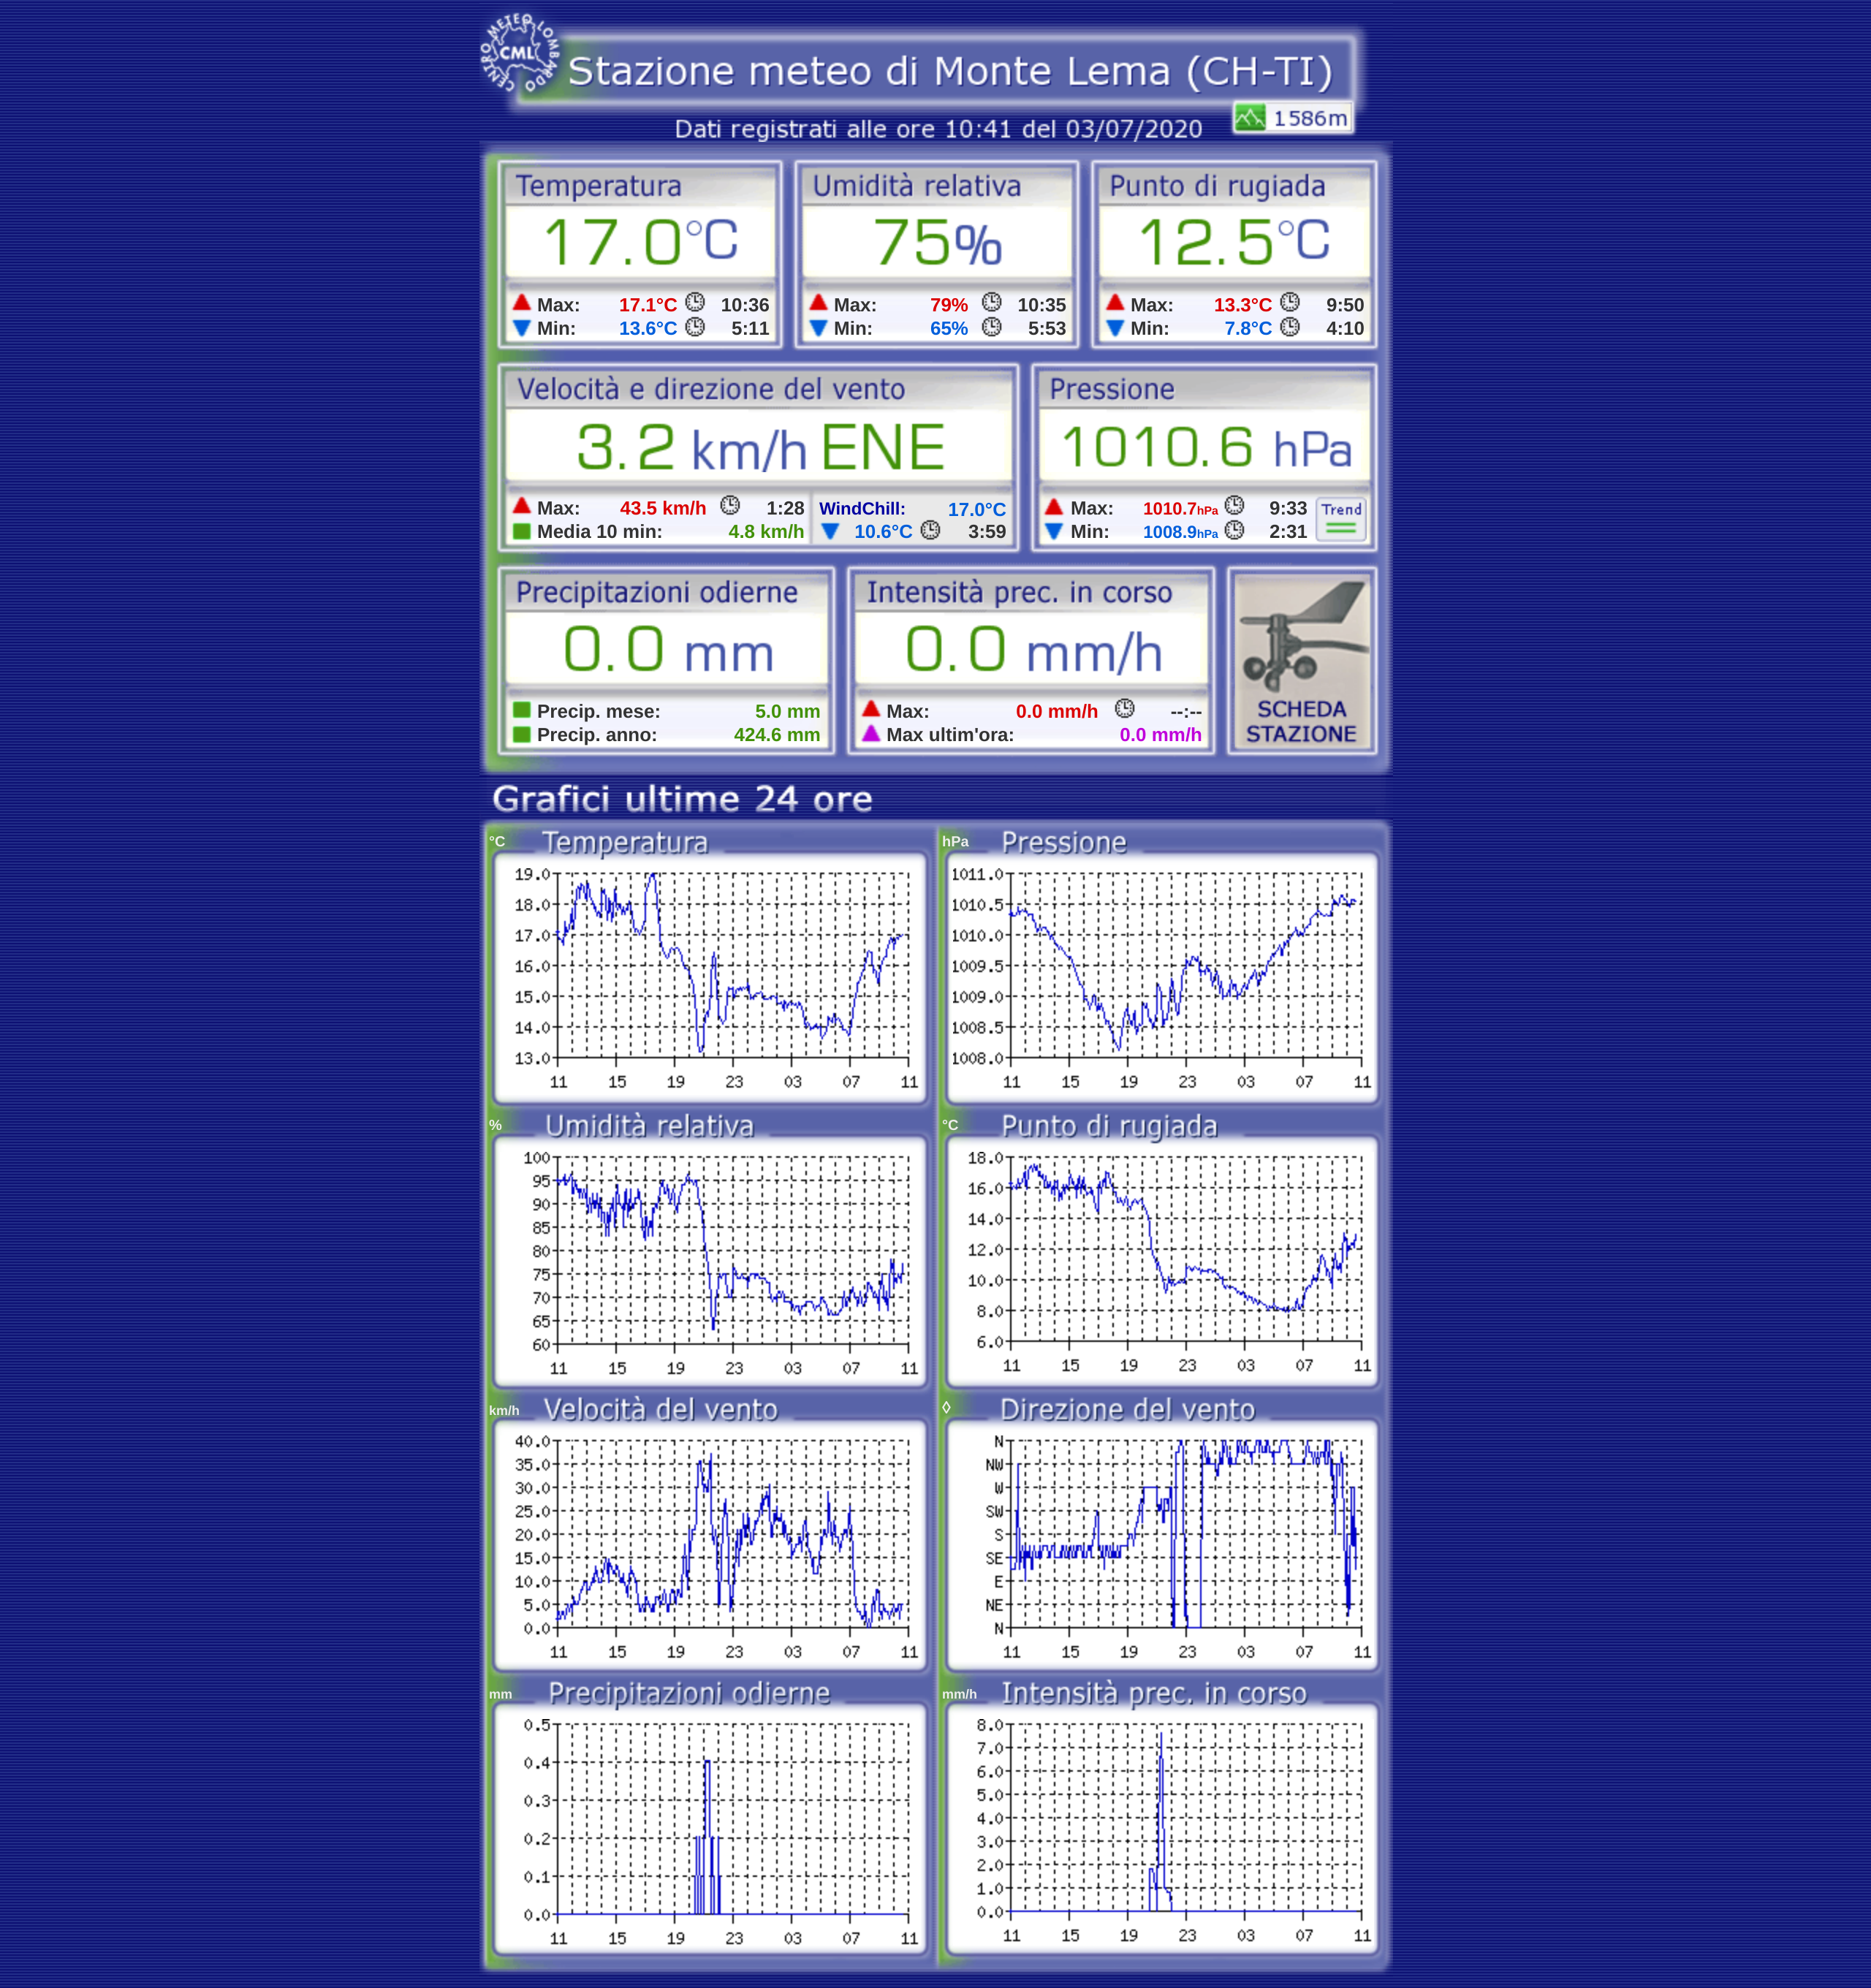 CENTRO METEO LOMBARDO
CML
Stazione meteo di Monte Lema (CH-TI)
1586m
Dati registrati alle ore 10:41 del 03/07/2020
Temperatura
17.0°C
Max: 17.1°C 10:36
Min: 13.6°C 5:11
Umidità relativa
75%
Max: 79% 10:35
Min: 65% 5:53
Punto di rugiada
12.5°C
Max: 13.3°C 9:50
Min: 7.8°C 4:10
Velocità e direzione del vento
3.2 km/h ENE
Max: 43.5 km/h 1:28
Media 10 min: 4.8 km/h
WindChill: 17.0°C
10.6°C 3:59
Pressione
1010.6 hPa
Max: 1010.7hPa 9:33
Min: 1008.9hPa 2:31
Trend
Precipitazioni odierne
0.0 mm
Precip. mese: 5.0 mm
Precip. anno: 424.6 mm
Intensità prec. in corso
0.0 mm/h
Max: 0.0 mm/h --:--
Max ultim'ora: 0.0 mm/h
SCHEDA
STAZIONE
Grafici ultime 24 ore
°C Temperatura
19.0
18.0
17.0
16.0
15.0
14.0
13.0
11 15 19 23 03 07 11
hPa Pressione
1011.0
1010.5
1010.0
1009.5
1009.0
1008.5
1008.0
11 15 19 23 03 07 11
% Umidità relativa
100
95
90
85
80
75
70
65
60
11 15 19 23 03 07 11
°C Punto di rugiada
18.0
16.0
14.0
12.0
10.0
8.0
6.0
11 15 19 23 03 07 11
km/h Velocità del vento
40.0
35.0
30.0
25.0
20.0
15.0
10.0
5.0
0.0
11 15 19 23 03 07 11
◊ Direzione del vento
N
NW
W
SW
S
SE
E
NE
N
11 15 19 23 03 07 11
mm Precipitazioni odierne
0.5
0.4
0.3
0.2
0.1
0.0
11 15 19 23 03 07 11
mm/h Intensità prec. in corso
8.0
7.0
6.0
5.0
4.0
3.0
2.0
1.0
0.0
11 15 19 23 03 07 11